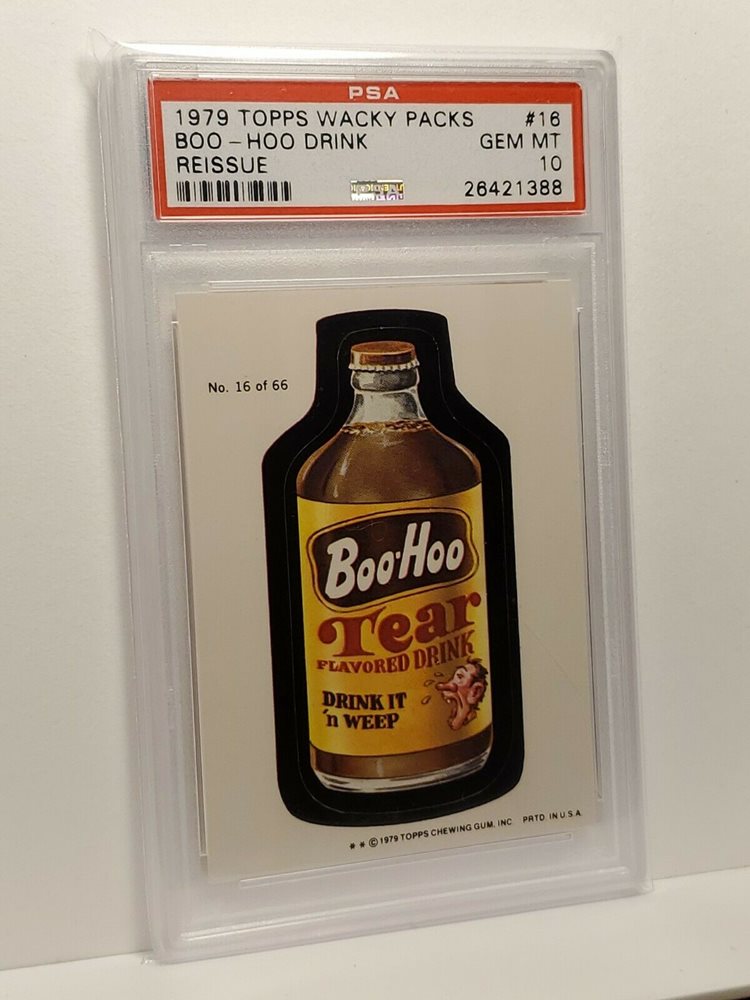 PSA
1979 TOPPS WACKY PACKS #16
BOO-HOO DRINK GEM MT
REISSUE 10
26421388
No. 16 of 66
Boo-Hoo
Tear
FLAVORED DRINK
DRINK IT
'n WEEP
** © 1979 TOPPS CHEWING GUM, INC. PRTD. IN U.S.A.